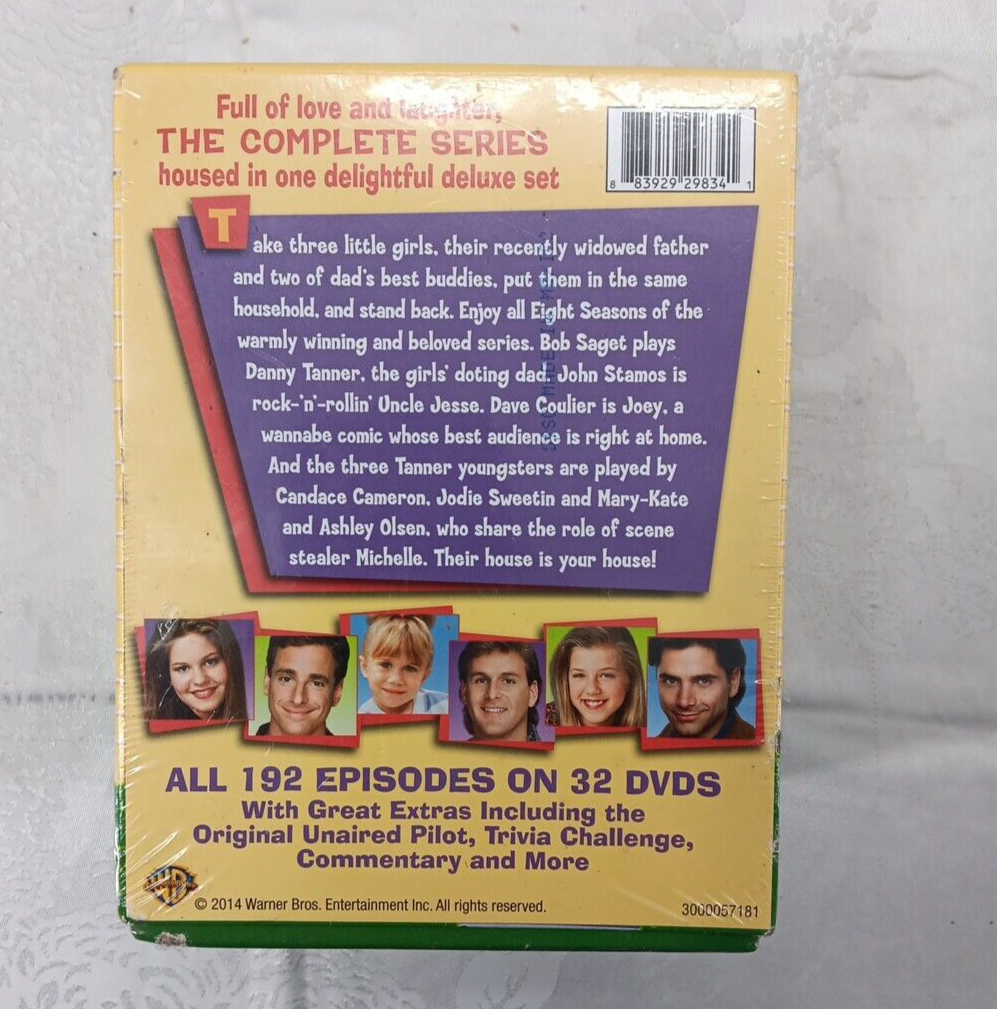 Full of love and laughter,
THE COMPLETE SERIES
housed in one delightful deluxe set
8 83929 29834 1
Take three little girls, their recently widowed father
and two of dad's best buddies, put them in the same
household, and stand back. Enjoy all Eight Seasons of the
warmly winning and beloved series. Bob Saget plays
Danny Tanner, the girls' doting dad. John Stamos is
rock-'n'-rollin' Uncle Jesse. Dave Coulier is Joey, a
wannabe comic whose best audience is right at home.
And the three Tanner youngsters are played by
Candace Cameron, Jodie Sweetin and Mary-Kate
and Ashley Olsen, who share the role of scene
stealer Michelle. Their house is your house!
ALL 192 EPISODES ON 32 DVDS
With Great Extras Including the
Original Unaired Pilot, Trivia Challenge,
Commentary and More
WB
© 2014 Warner Bros. Entertainment Inc. All rights reserved.
3000057181